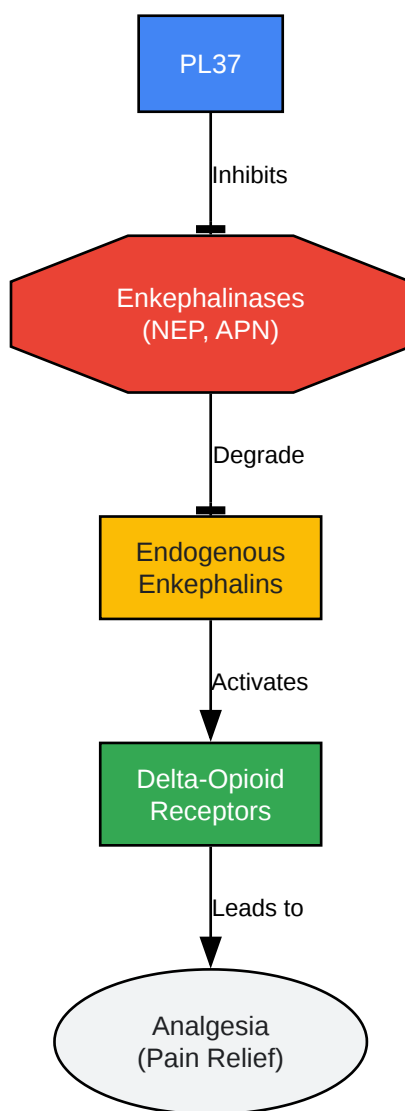 PL37
Inhibits
Enkephalinases
(NEP, APN)
Degrade
Endogenous
Enkephalins
Activates
Delta-Opioid
Receptors
Leads to
Analgesia
(Pain Relief)